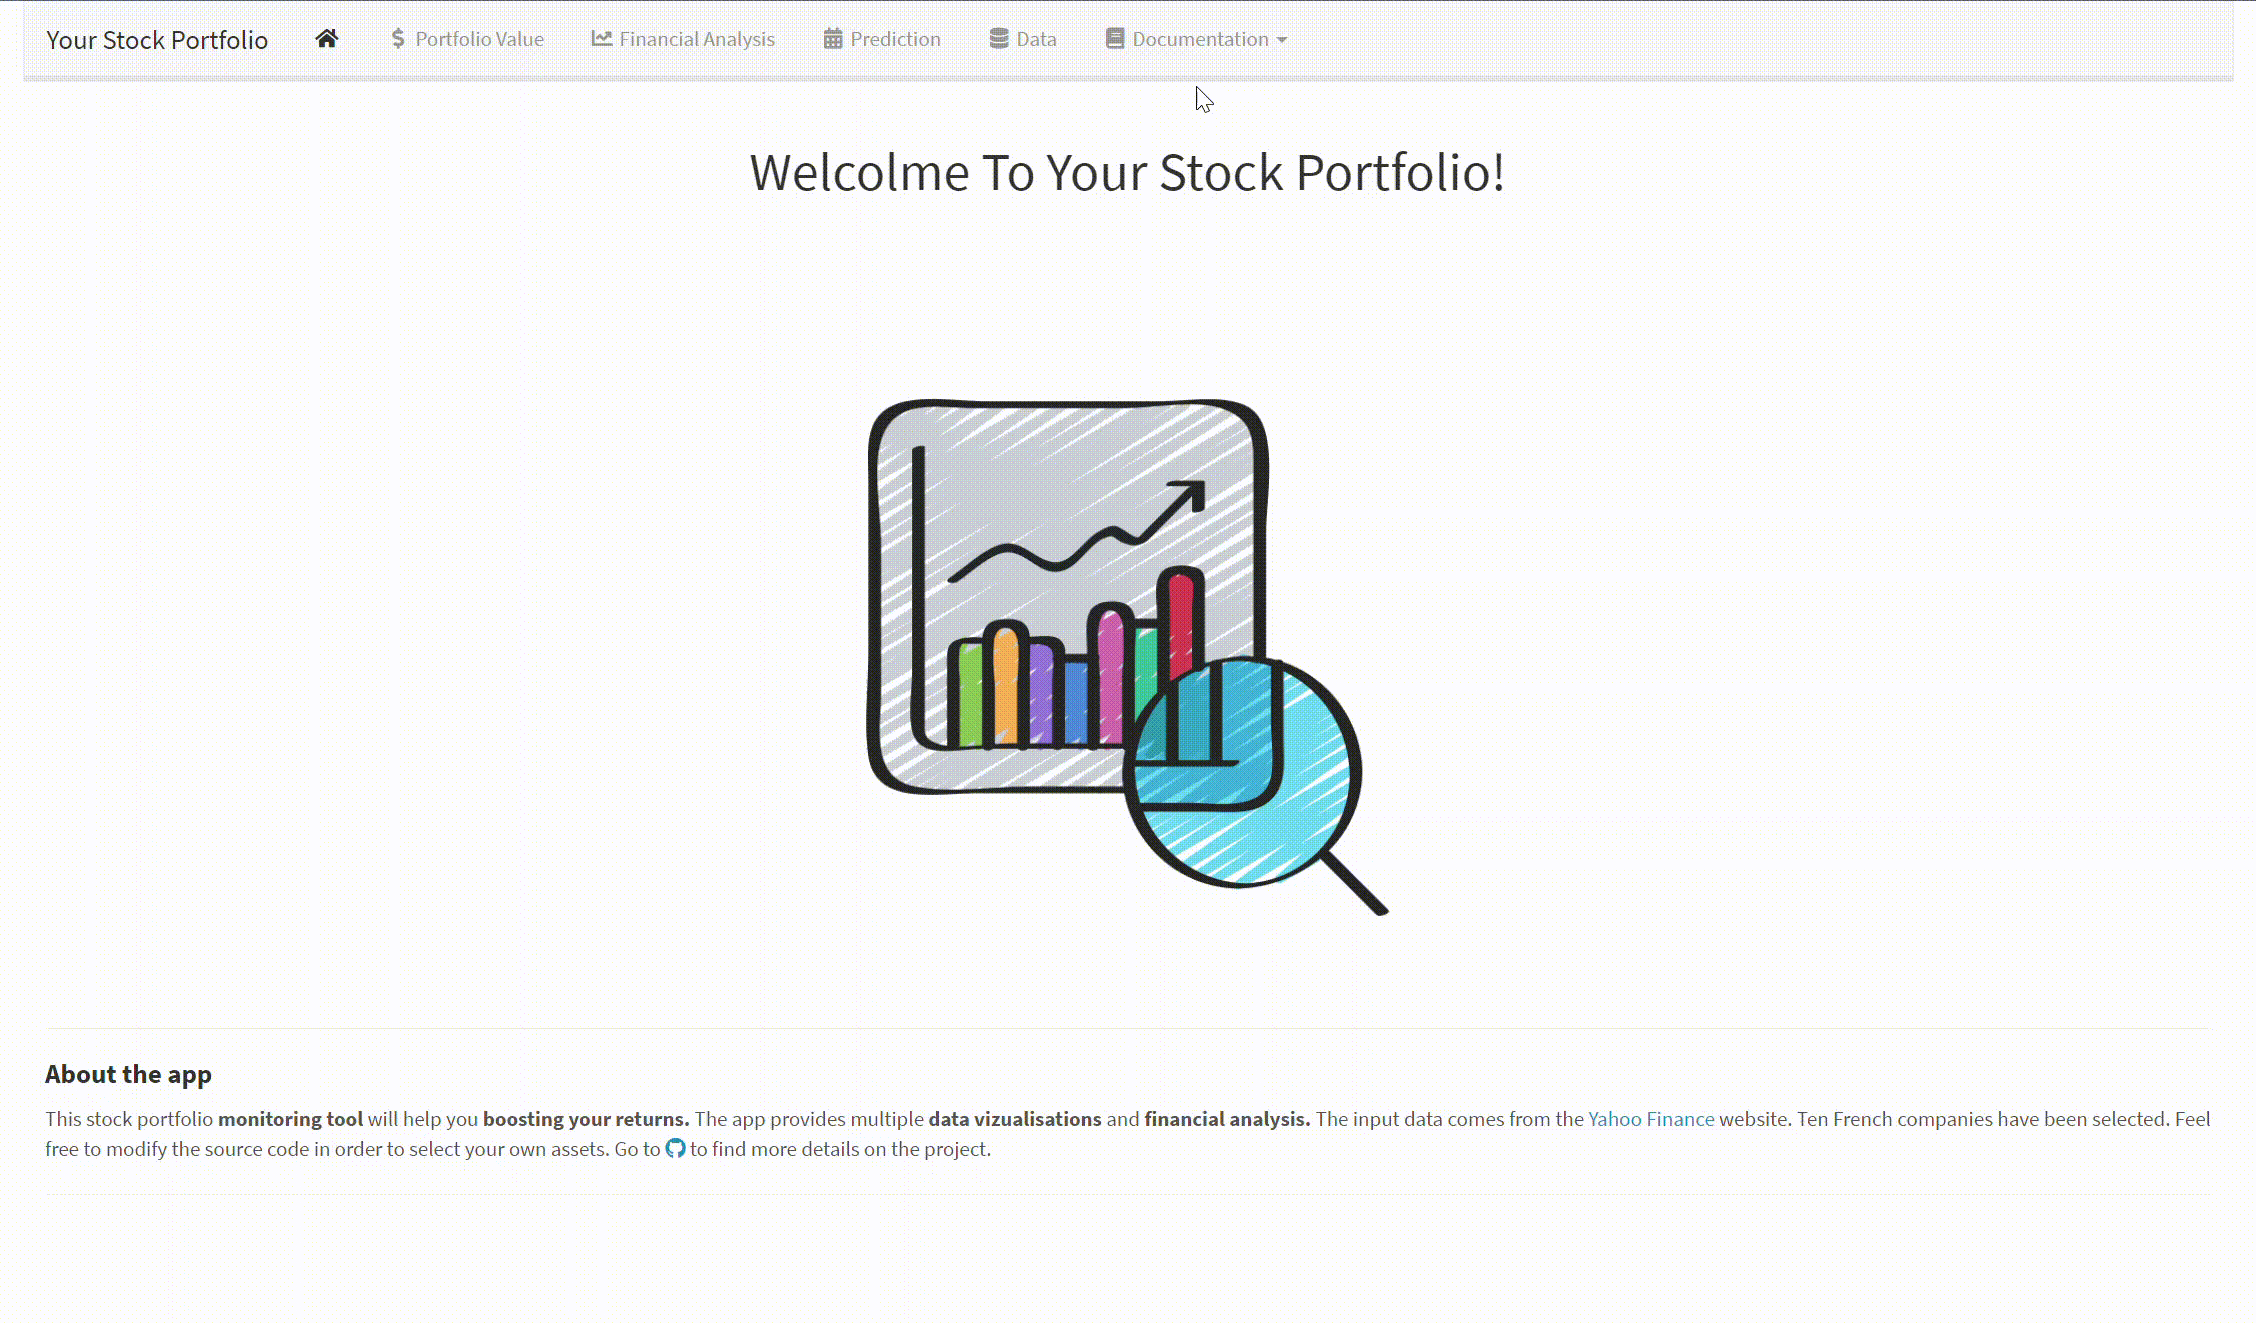 Your Stock Portfolio Portfolio Value Financial Analysis Prediction Data Documentation
Welcolme To Your Stock Portfolio!
About the app
This stock portfolio monitoring tool will help you boosting your returns. The app provides multiple data vizualisations and financial analysis. The input data comes from the Yahoo Finance website. Ten French companies have been selected. Feel
free to modify the source code in order to select your own assets. Go to to find more details on the project.